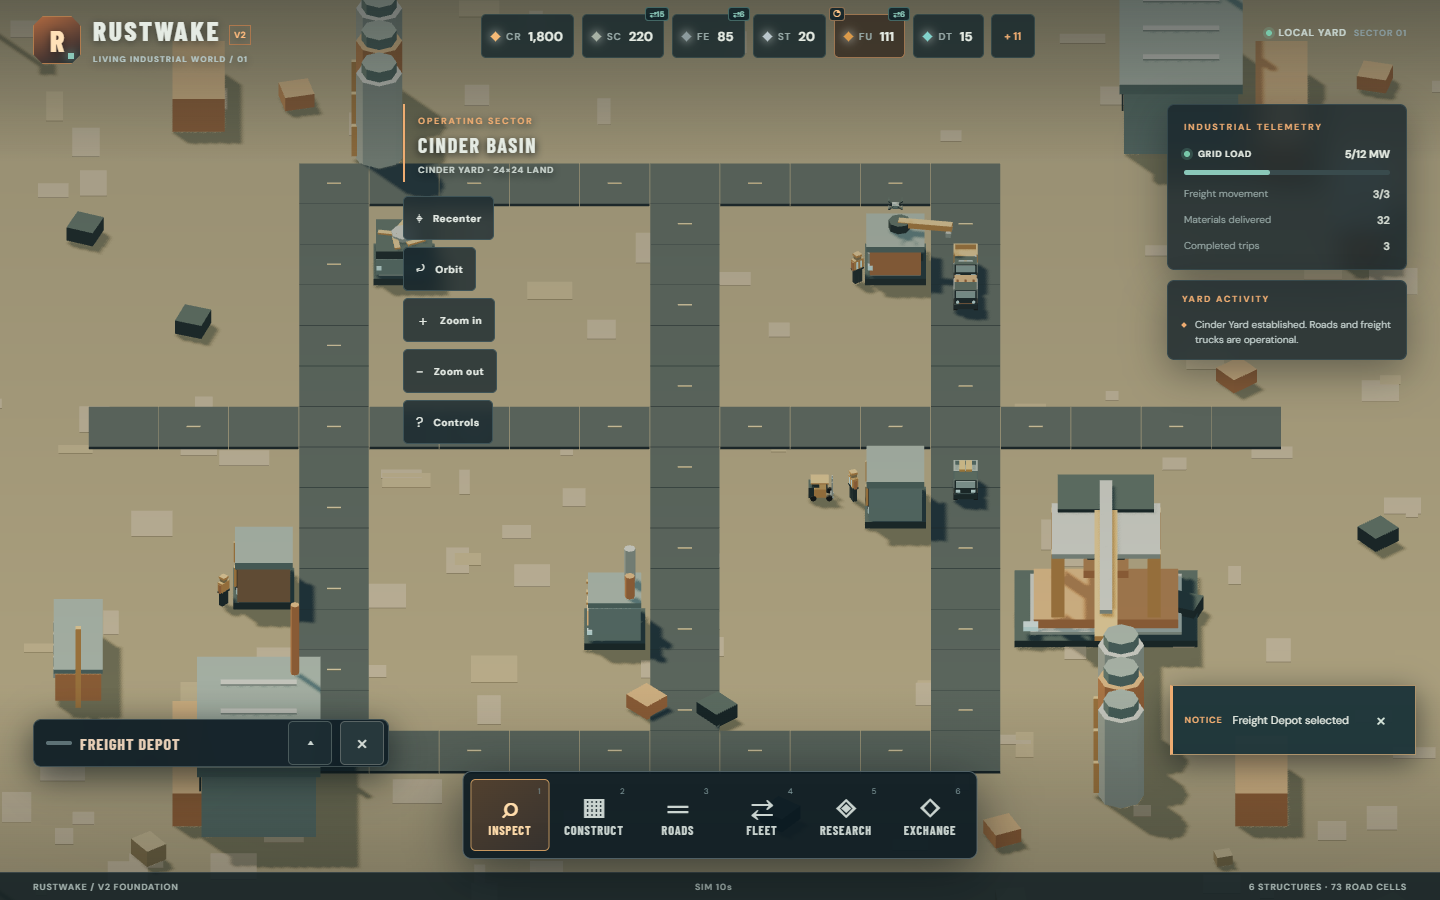 R
RUSTWAKE V2
LIVING INDUSTRIAL WORLD / 01
CR 1,800
⇄15
SC 220
⇄6
FE 85
ST 20
⇄6
FU 111
DT 15
+11
LOCAL YARD SECTOR 01
OPERATING SECTOR
CINDER BASIN
CINDER YARD · 24×24 LAND
Recenter
Orbit
+ Zoom in
− Zoom out
? Controls
INDUSTRIAL TELEMETRY
GRID LOAD 5/12 MW
Freight movement 3/3
Materials delivered 32
Completed trips 3
YARD ACTIVITY
Cinder Yard established. Roads and freight
trucks are operational.
FREIGHT DEPOT
NOTICE Freight Depot selected ×
1
INSPECT
2
CONSTRUCT
3
ROADS
4
FLEET
5
RESEARCH
6
EXCHANGE
RUSTWAKE / V2 FOUNDATION
SIM 10s
6 STRUCTURES · 73 ROAD CELLS